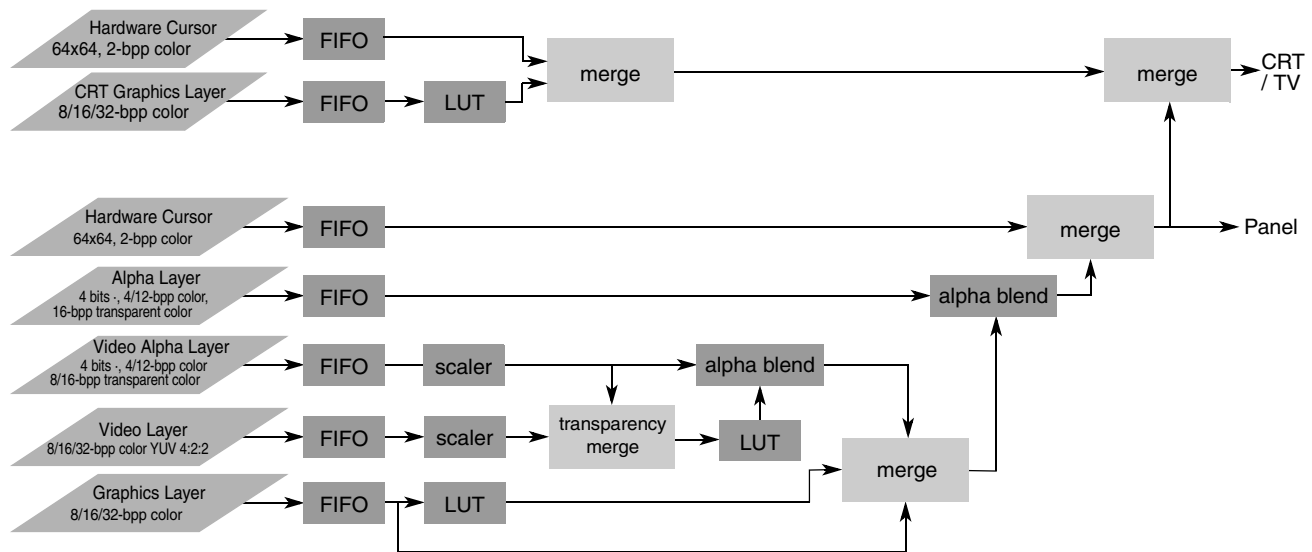 Hardware Cursor
64x64, 2-bpp color
FIFO
merge
merge
CRT
/ TV
CRT Graphics Layer
8/16/32-bpp color
FIFO
LUT
Hardware Cursor
64x64, 2-bpp color
FIFO
merge
Panel
Alpha Layer
4 bits ·, 4/12-bpp color,
16-bpp transparent color
FIFO
alpha blend
Video Alpha Layer
4 bits ·, 4/12-bpp color
8/16-bpp transparent color
FIFO
scaler
alpha blend
Video Layer
8/16/32-bpp color YUV 4:2:2
FIFO
scaler
transparency
merge
LUT
merge
Graphics Layer
8/16/32-bpp color
FIFO
LUT